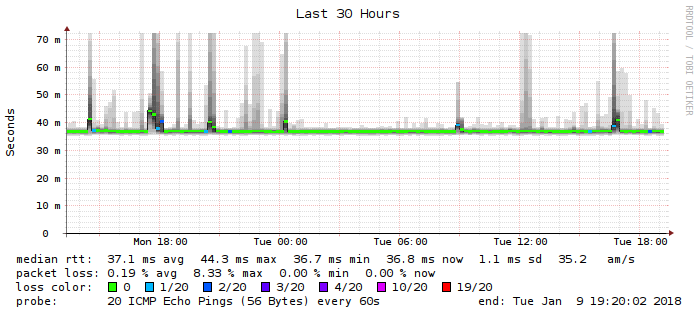 Last 30 Hours
RRDTOOL / TOBI OETIKER
Seconds
70 m
60 m
50 m
40 m
30 m
20 m
10 m
0
Mon 18:00 Tue 00:00 Tue 06:00 Tue 12:00 Tue 18:00
median rtt: 37.1 ms avg 44.3 ms max 36.7 ms min 36.8 ms now 1.1 ms sd 35.2 am/s
packet loss: 0.19 % avg 8.33 % max 0.00 % min 0.00 % now
loss color: 0 1/20 2/20 3/20 4/20 10/20 19/20
probe: 20 ICMP Echo Pings (56 Bytes) every 60s end: Tue Jan 9 19:20:02 2018